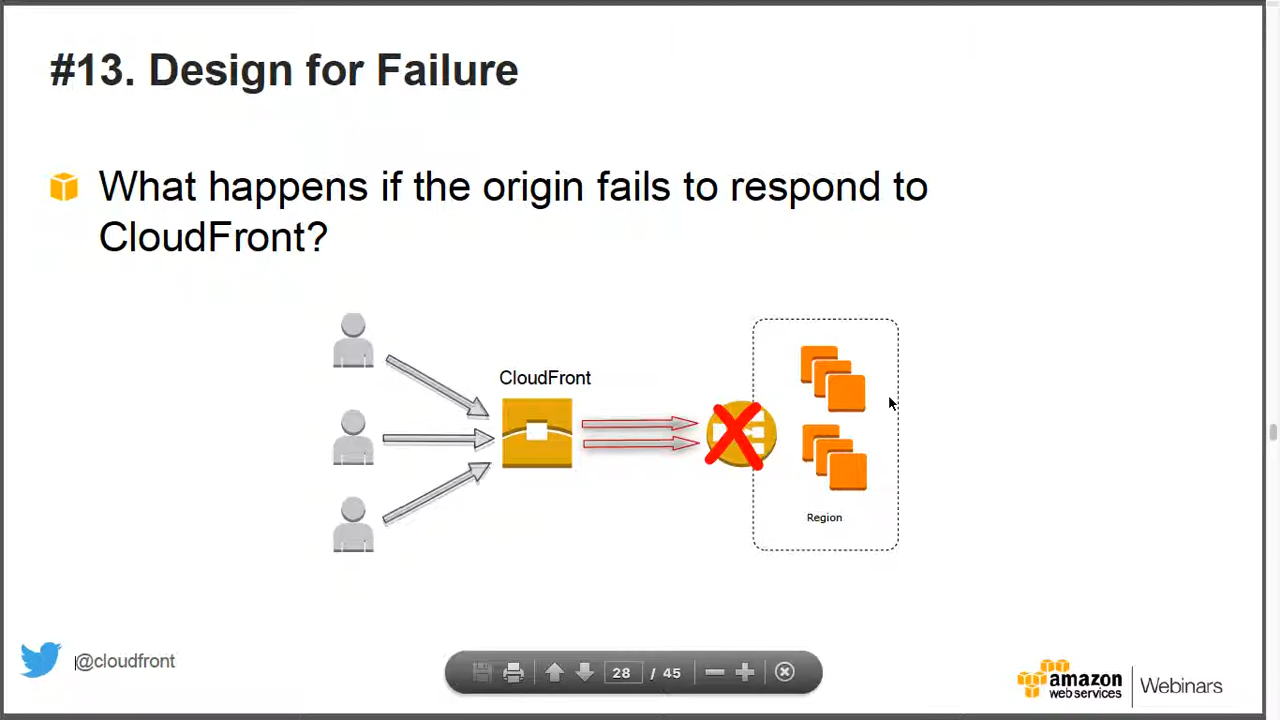 #13. Design for Failure
What happens if the origin fails to respond to
CloudFront?
CloudFront
Region
@cloudfront
28 / 45
amazon
web services
Webinars